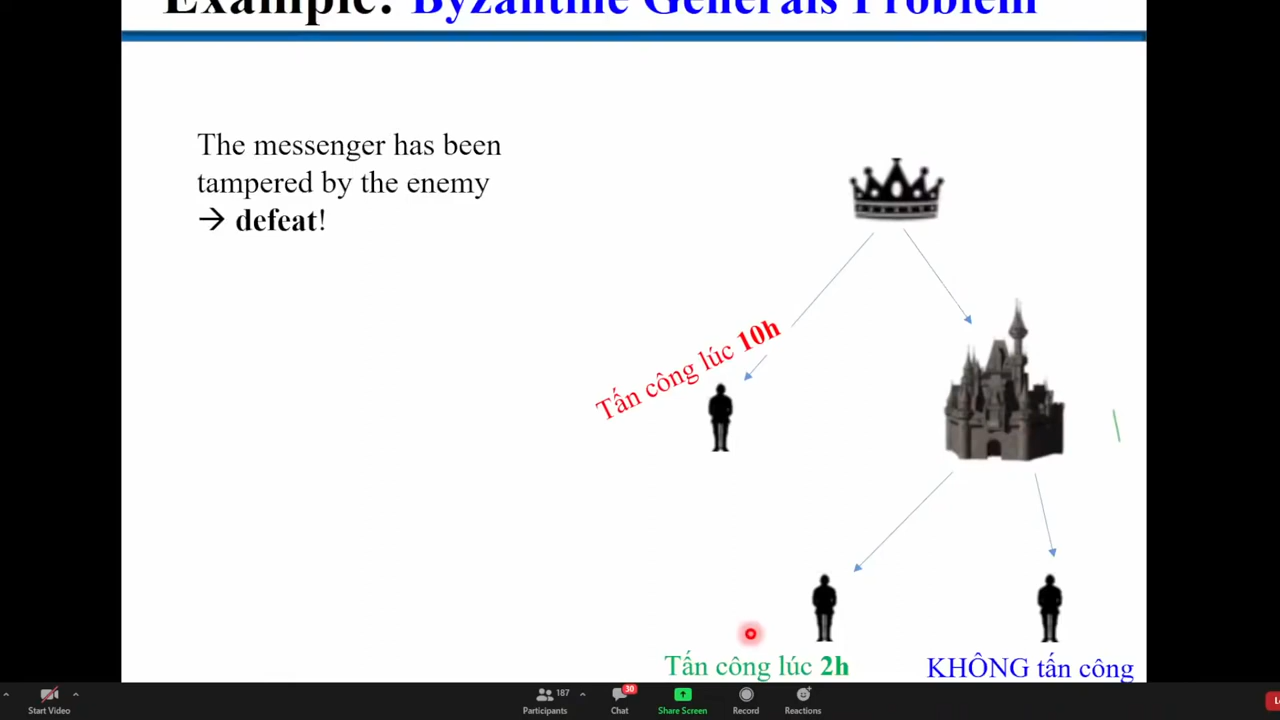 Example: Byzantine Generals Problem
The messenger has been
tampered by the enemy
→ defeat!
Tấn công lúc 10h
Tấn công lúc 2h
KHÔNG tấn công
Start Video
Participants
187
Chat
30
Share Screen
Record
Reactions